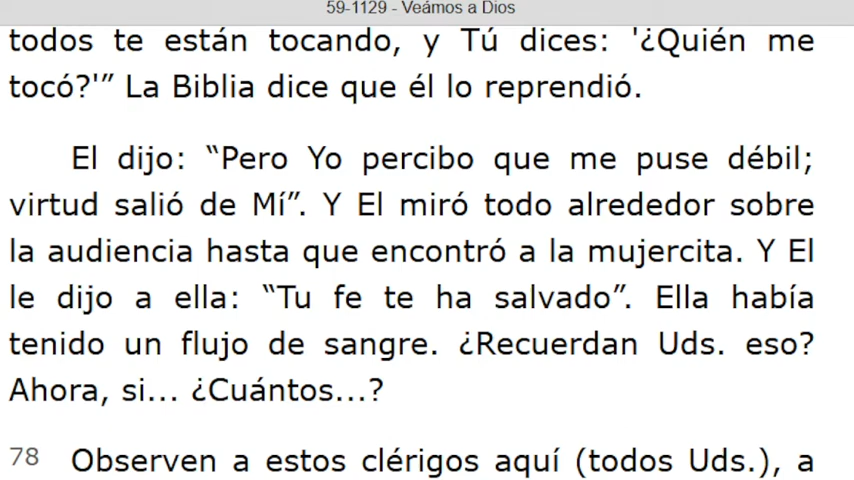 59-1129 - Veámos a Dios
todos te están tocando, y Tú dices: '¿Quién me
tocó?'” La Biblia dice que él lo reprendió.
El dijo: “Pero Yo percibo que me puse débil;
virtud salió de Mí”. Y El miró todo alrededor sobre
la audiencia hasta que encontró a la mujercita. Y El
le dijo a ella: “Tu fe te ha salvado”. Ella había
tenido un flujo de sangre. ¿Recuerdan Uds. eso?
Ahora, si... ¿Cuántos...?
78 Observen a estos clérigos aquí (todos Uds.), a